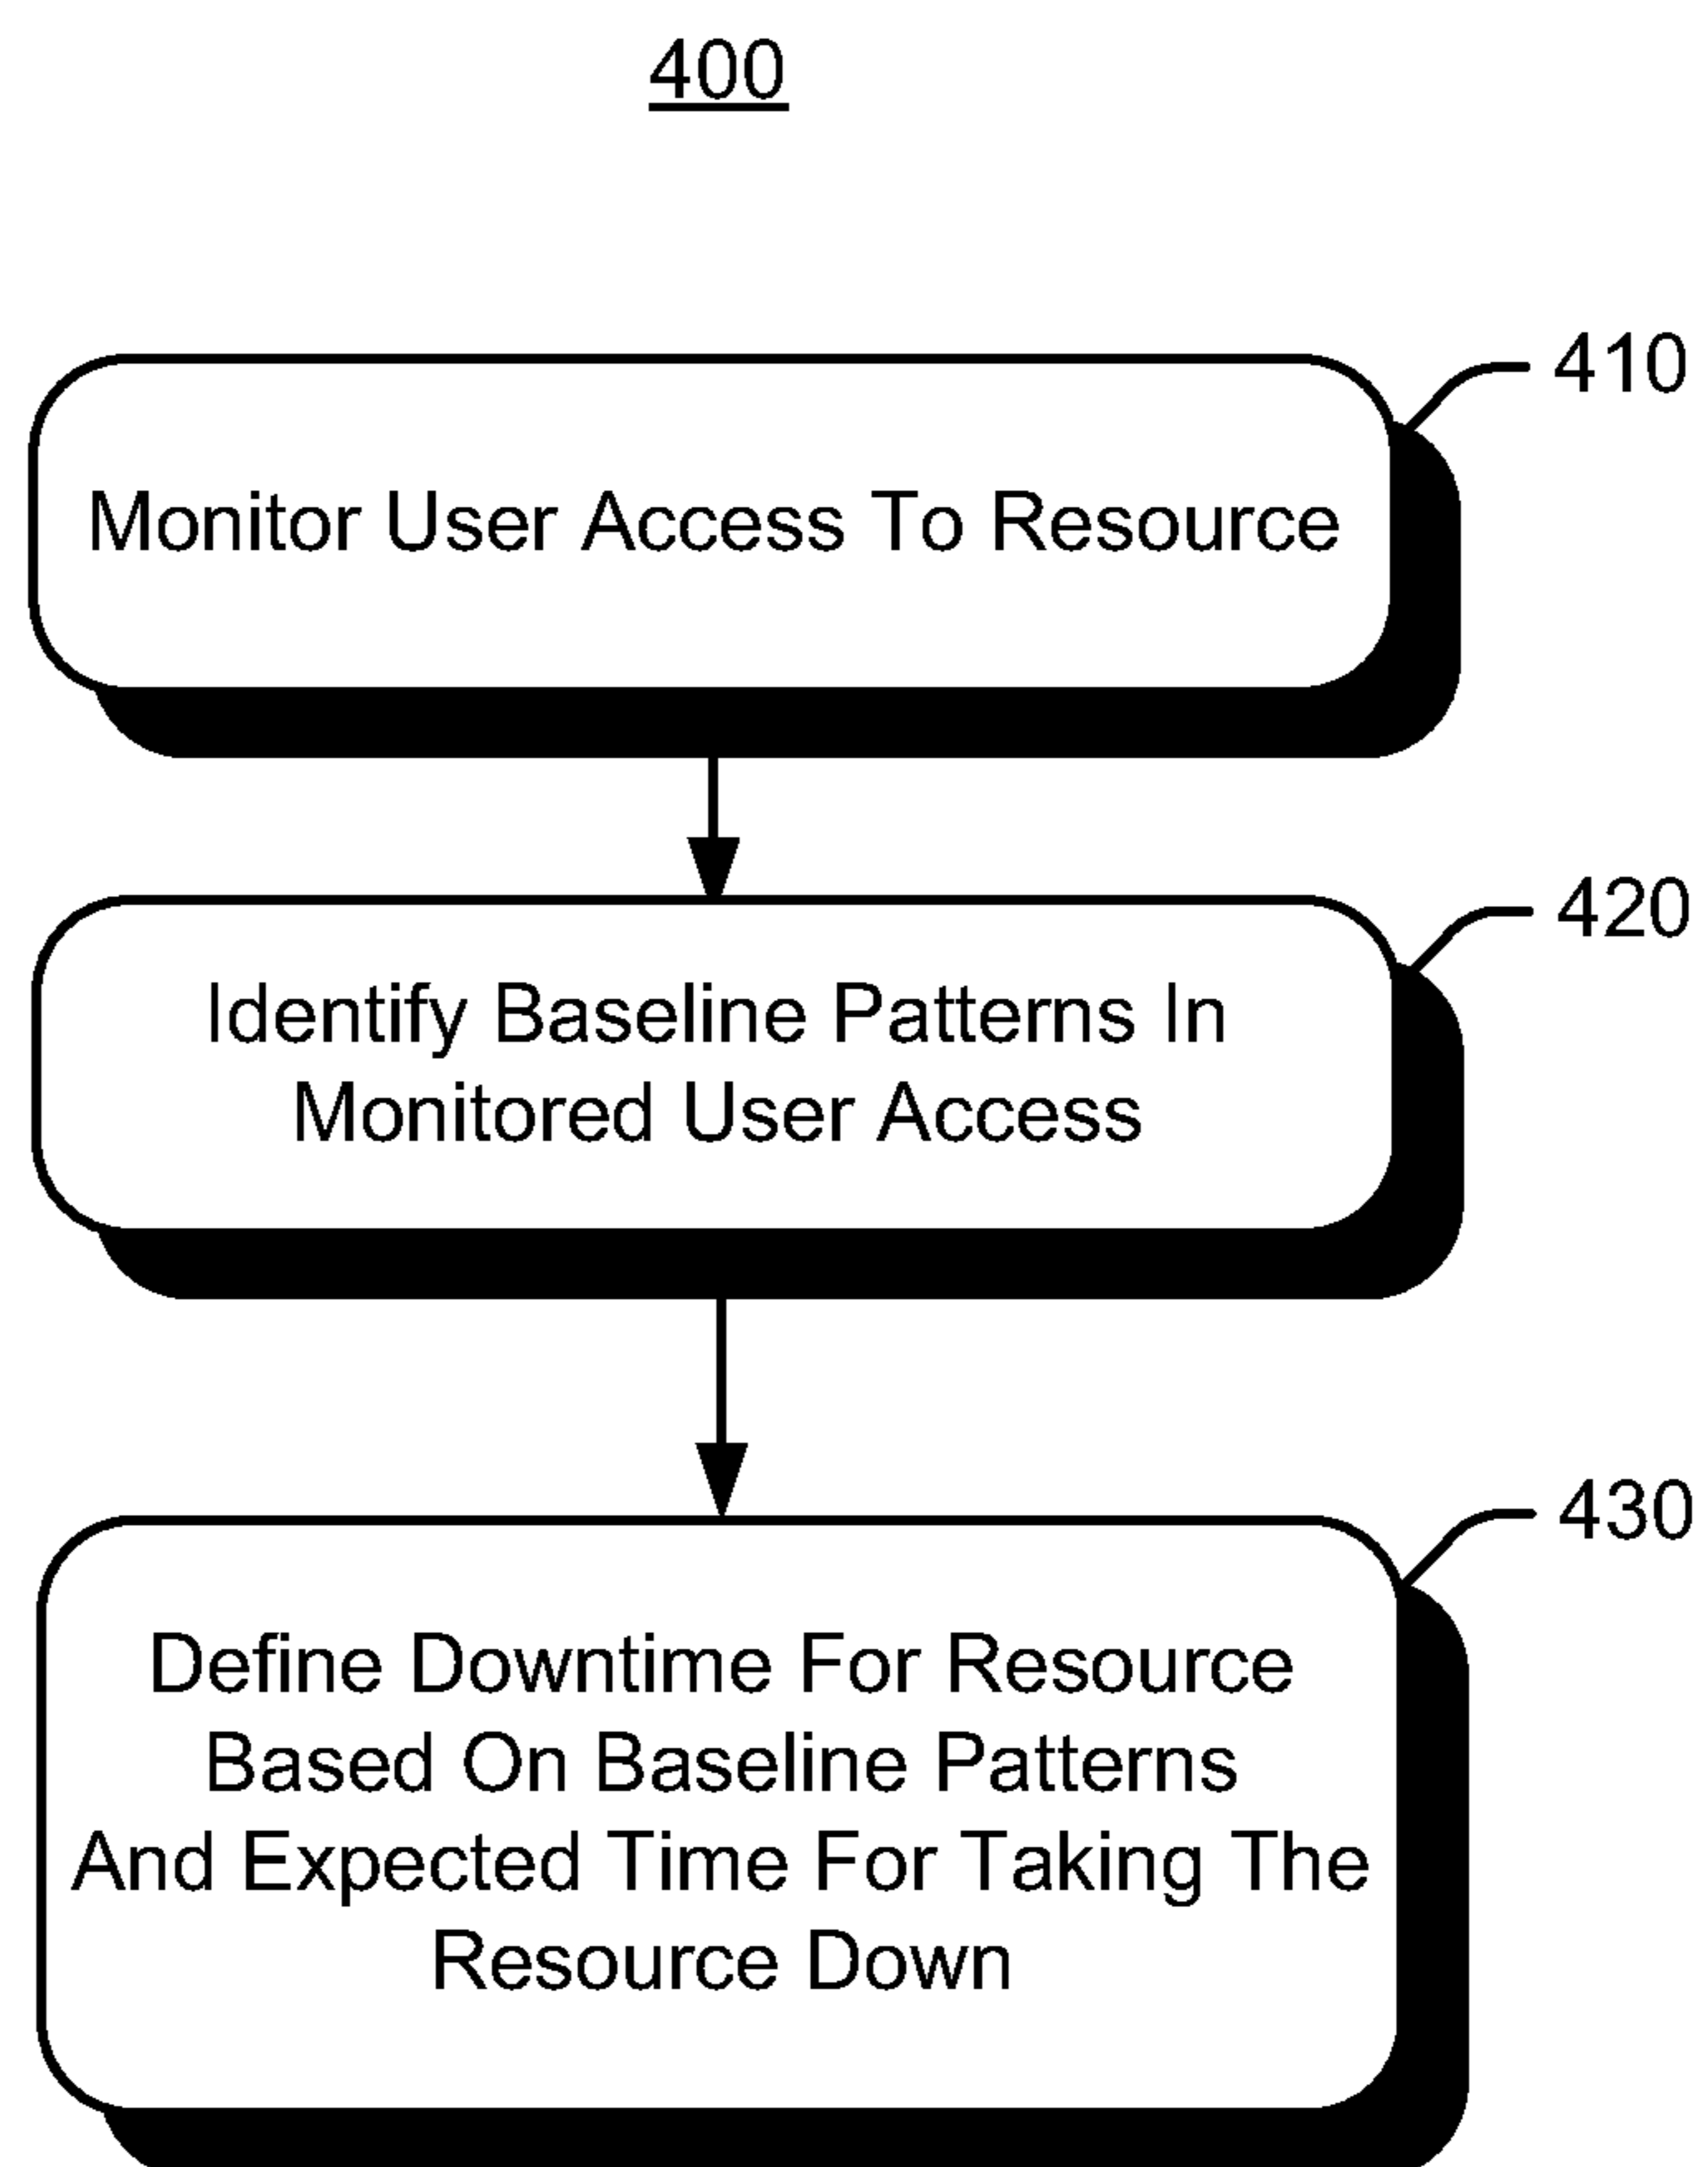 400
410
Monitor User Access To Resource
420
Identify Baseline Patterns In
Monitored User Access
430
Define Downtime For Resource
Based On Baseline Patterns
And Expected Time For Taking The
Resource Down